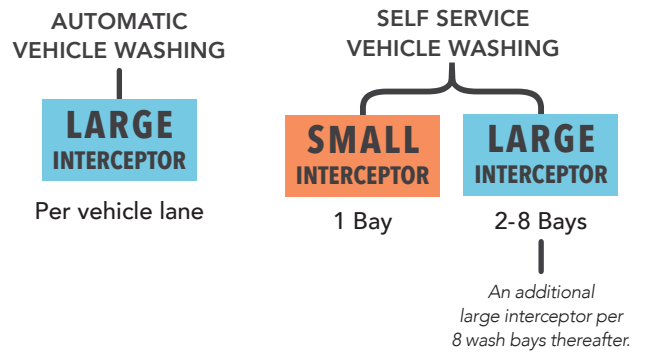 AUTOMATIC
VEHICLE WASHING
LARGE
INTERCEPTOR
Per vehicle lane
SELF SERVICE
VEHICLE WASHING
SMALL
INTERCEPTOR
1 Bay
LARGE
INTERCEPTOR
2-8 Bays
An additional
large interceptor per
8 wash bays thereafter.